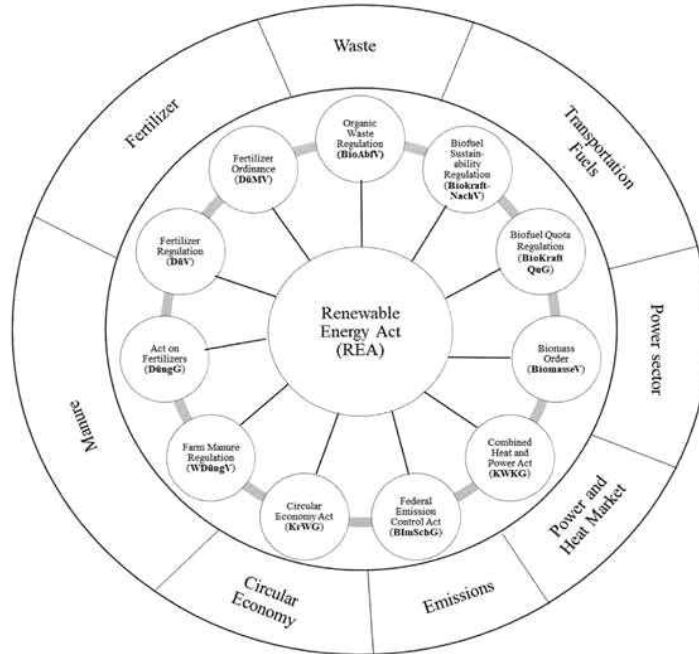 Waste
Transportation
Fuels
Power sector
Power and
Heat Market
Emissions
Circular
Economy
Manure
Fertilizer
Organic
Waste
Regulation
(BioAbfV)
Biofuel
Sustain-
ability
Regulation
(Biokraft-
NachV)
Biofuel Quota
Regulation
(BioKraft
QuG)
Biomass
Order
(BiomasseV)
Combined
Heat and
Power Act
(KWKG)
Federal
Emission
Control Act
(BImSchG)
Circular
Economy Act
(KrWG)
Farm Manure
Regulation
(WDüngV)
Act on
Fertilizers
(DüngG)
Fertilizer
Regulation
(DüV)
Fertilizer
Ordinance
(DüMV)
Renewable
Energy Act
(REA)